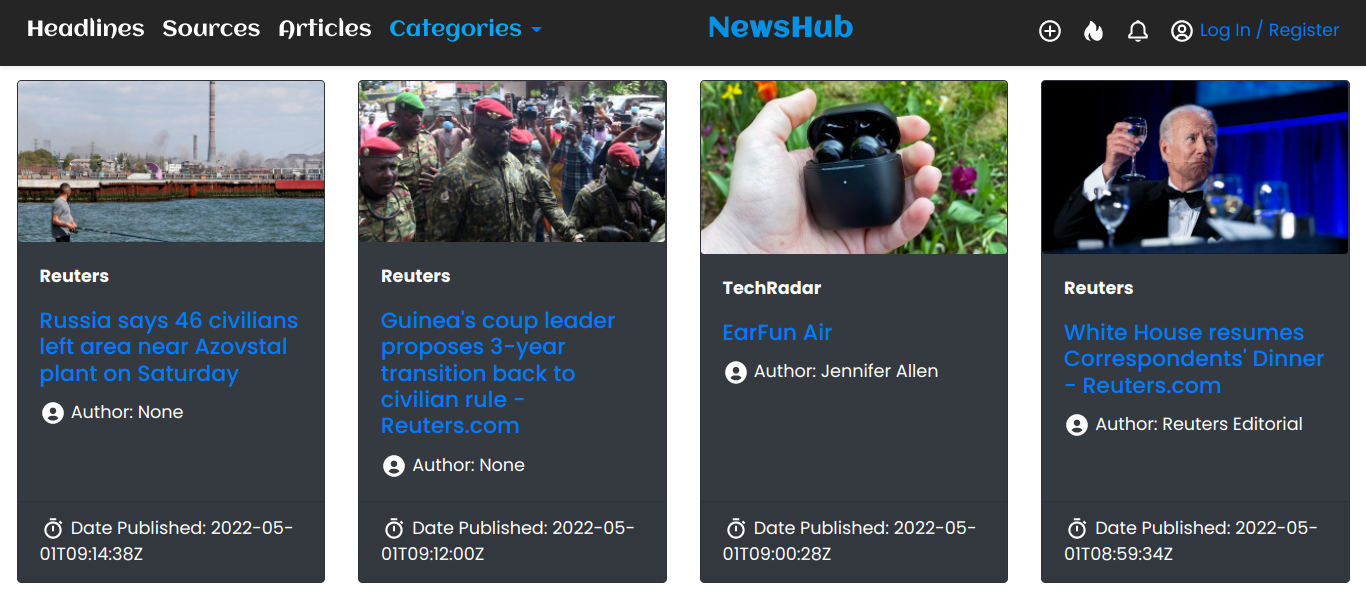 Headlines Sources Articles Categories NewsHub Log In / Register
Reuters
Russia says 46 civilians
left area near Azovstal
plant on Saturday
Author: None
Date Published: 2022-05-
01T09:14:38Z
Reuters
Guinea's coup leader
proposes 3-year
transition back to
civilian rule -
Reuters.com
Author: None
Date Published: 2022-05-
01T09:12:00Z
TechRadar
EarFun Air
Author: Jennifer Allen
Date Published: 2022-05-
01T09:00:28Z
Reuters
White House resumes
Correspondents' Dinner
- Reuters.com
Author: Reuters Editorial
Date Published: 2022-05-
01T08:59:34Z